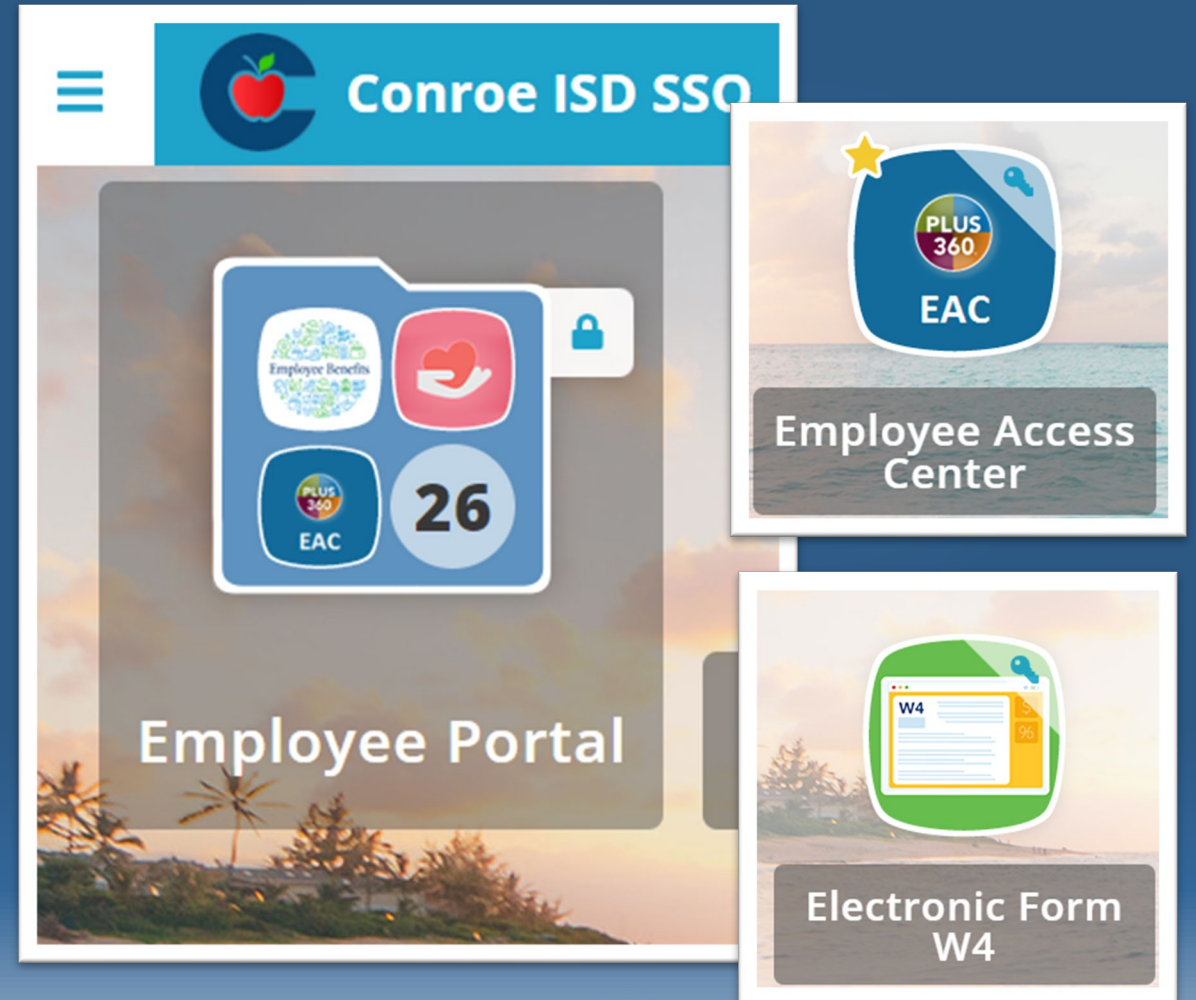 Conroe ISD SSO
Employee Benefits
PLUS
360
EAC
26
Employee Portal
PLUS
360
EAC
Employee Access
Center
W4
$
%
Electronic Form
W4